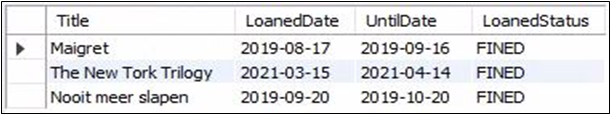 Title LoanedDate UntilDate LoanedStatus
Maigret 2019-08-17 2019-09-16 FINED
The New Tork Trilogy 2021-03-15 2021-04-14 FINED
Nooit meer slapen 2019-09-20 2019-10-20 FINED